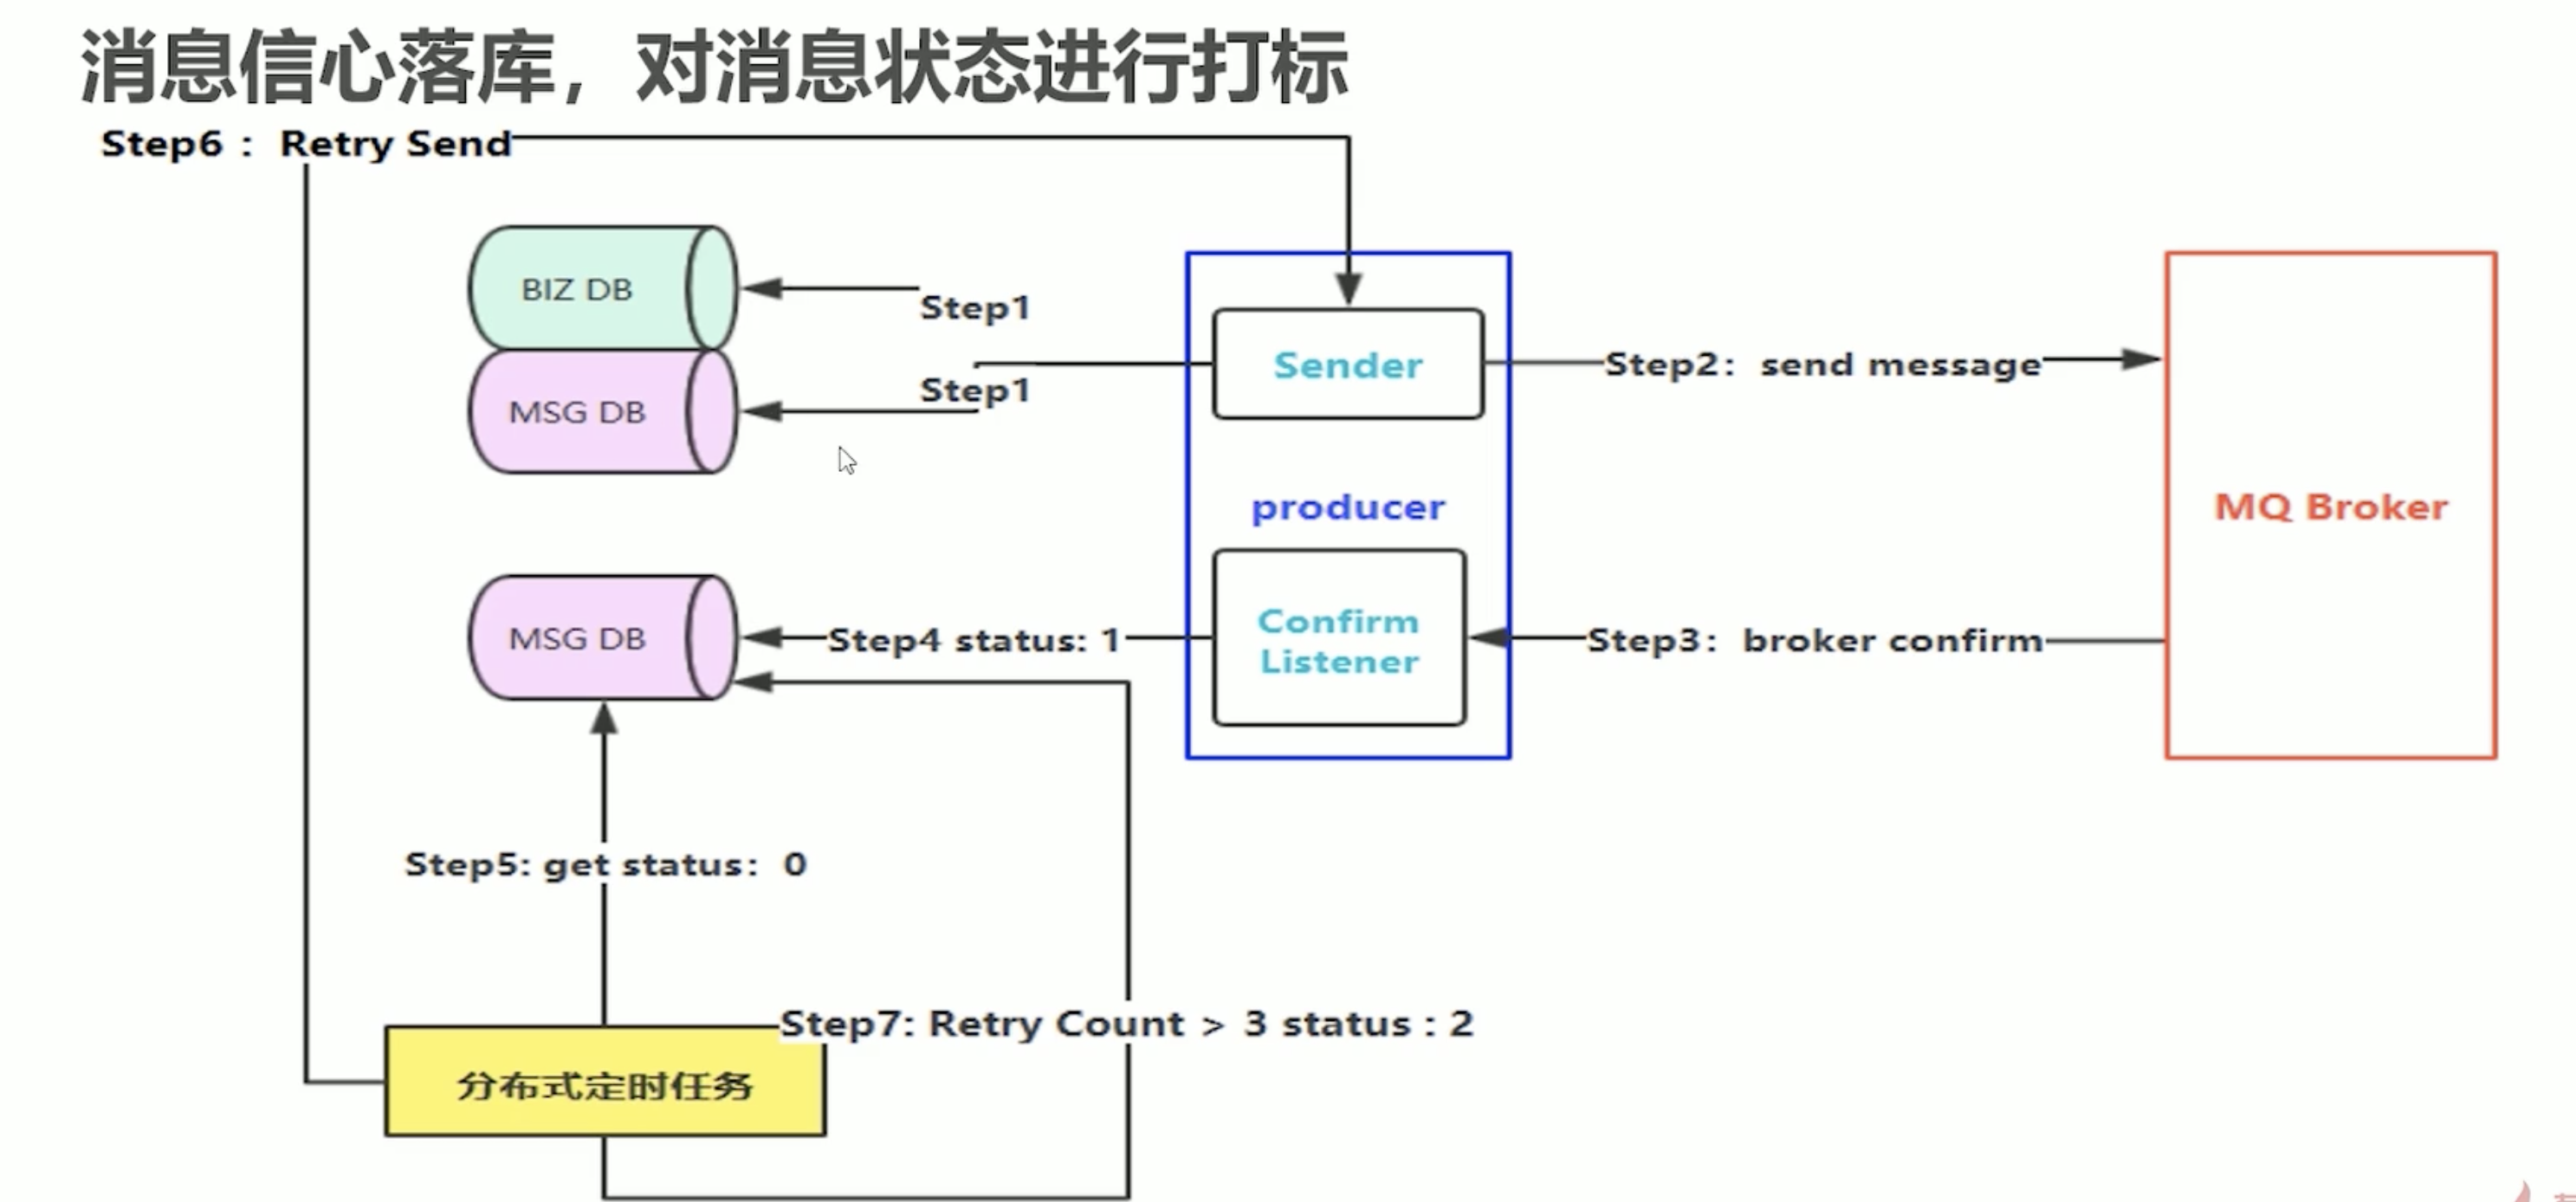 消息信心落库，对消息状态进行打标
Step6： Retry Send
BIZ DB
Step1
Sender
Step2：send message
Step1
MSG DB
producer
MQ Broker
Confirm
Listener
MSG DB
Step4 status: 1
Step3：broker confirm
Step5: get status：0
Step7: Retry Count > 3 status : 2
分布式定时任务